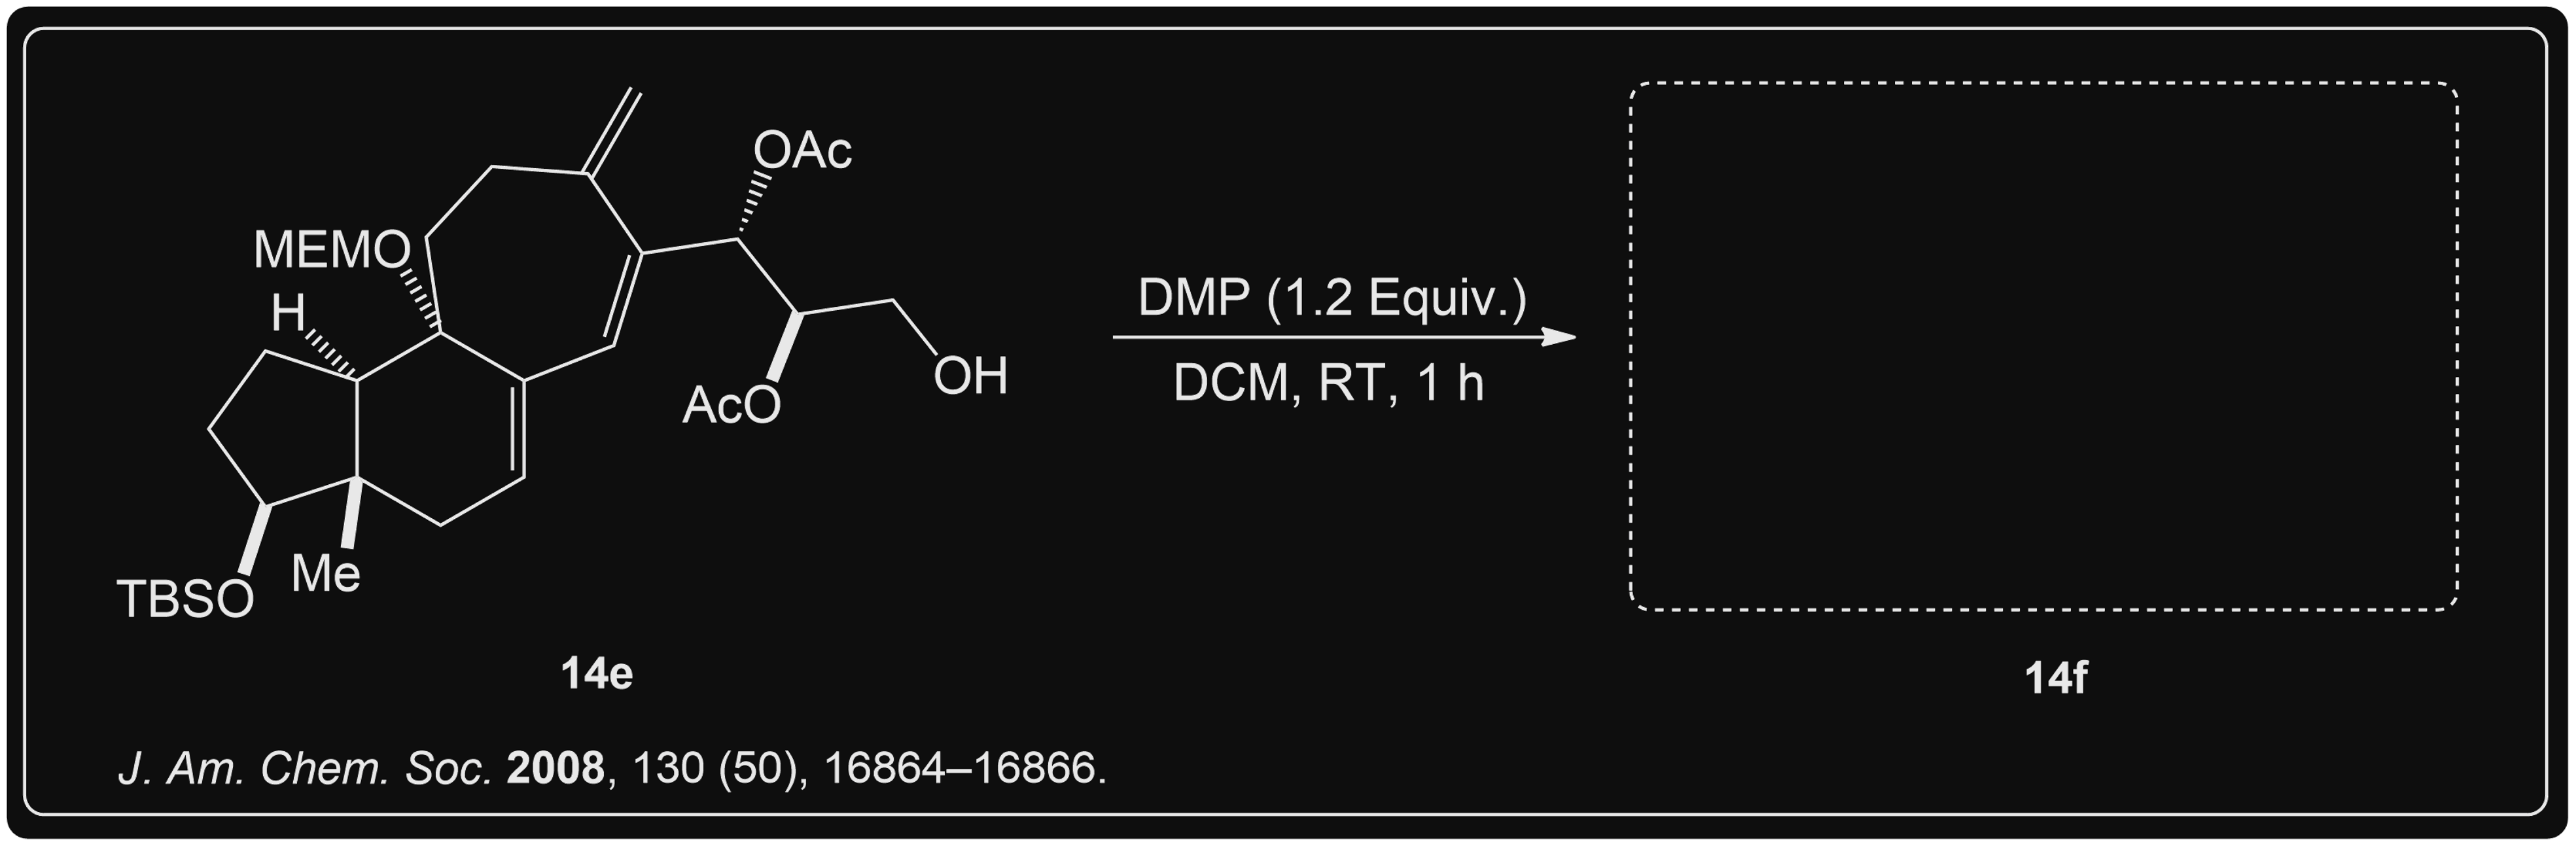 OAc
MEMO
H
DMP (1.2 Equiv.)
OH
DCM, RT, 1 h
AcO
Me
TBSO
14e
14f
J. Am. Chem. Soc. 2008, 130 (50), 16864–16866.